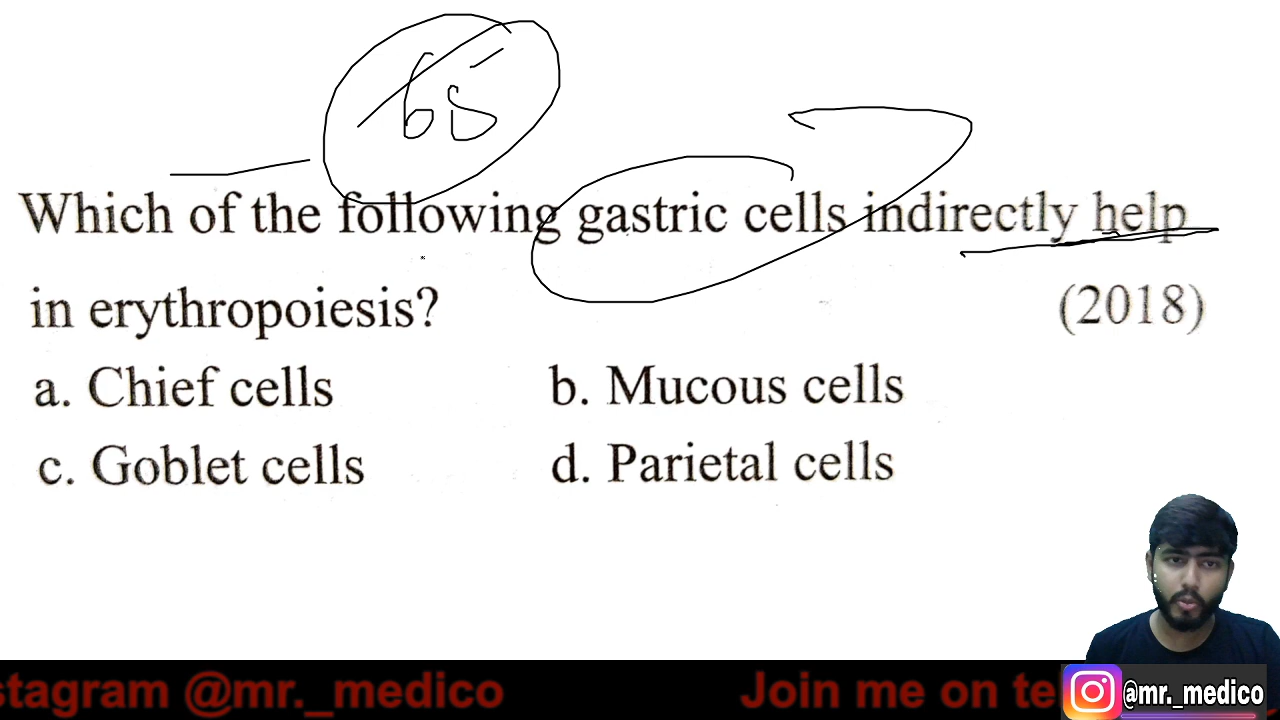 65
Which of the following gastric cells indirectly help
in erythropoiesis? (2018)
a. Chief cells b. Mucous cells
c. Goblet cells d. Parietal cells
stagram @mr._medico Join me on te @mr._medico